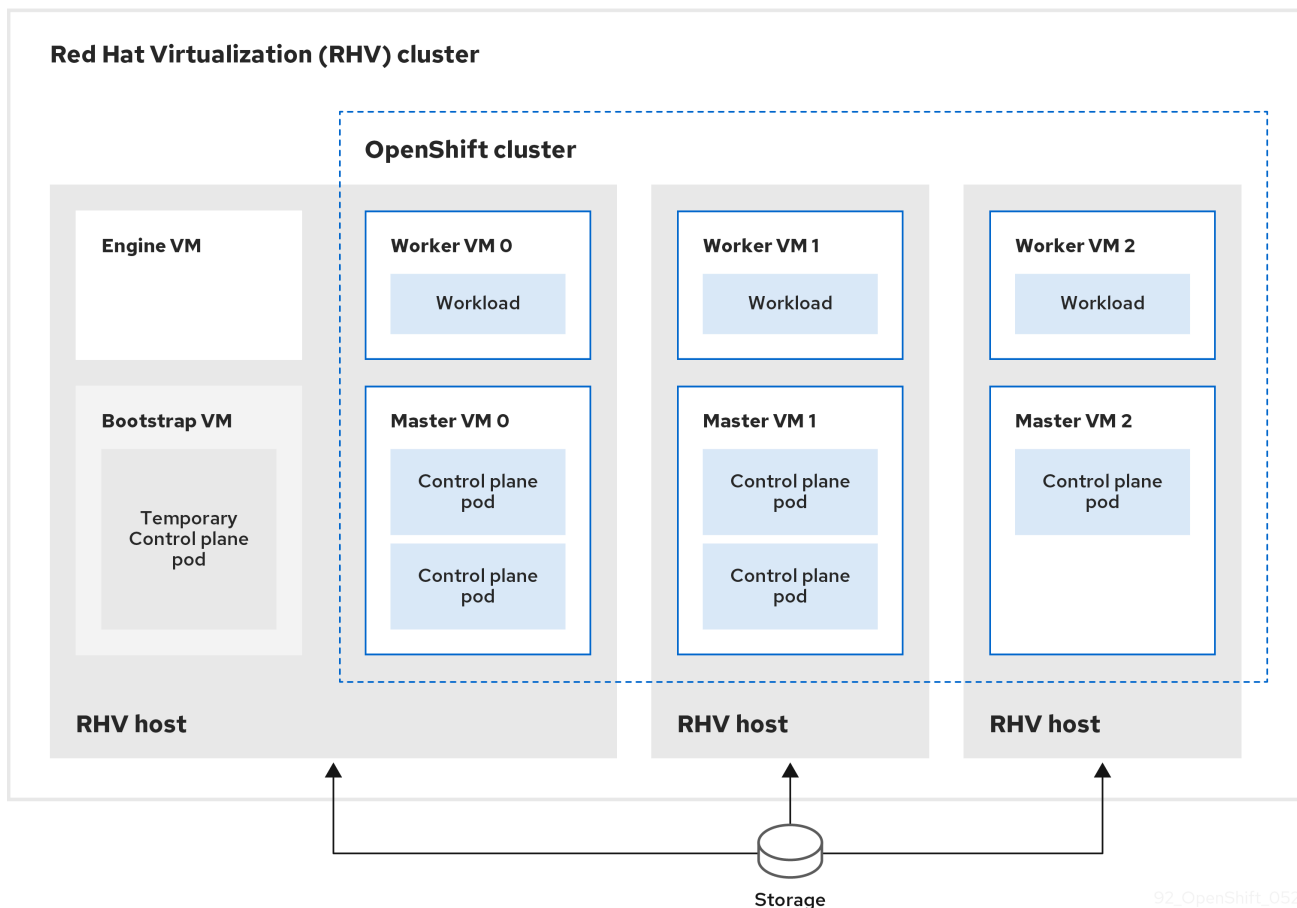 Red Hat Virtualization (RHV) cluster
OpenShift cluster
Engine VM
Worker VM 0
Workload
Worker VM 1
Workload
Worker VM 2
Workload
Bootstrap VM
Temporary
Control plane
pod
Master VM 0
Control plane
pod
Control plane
pod
Master VM 1
Control plane
pod
Control plane
pod
Master VM 2
Control plane
pod
RHV host
RHV host
RHV host
Storage
92_OpenShift_052